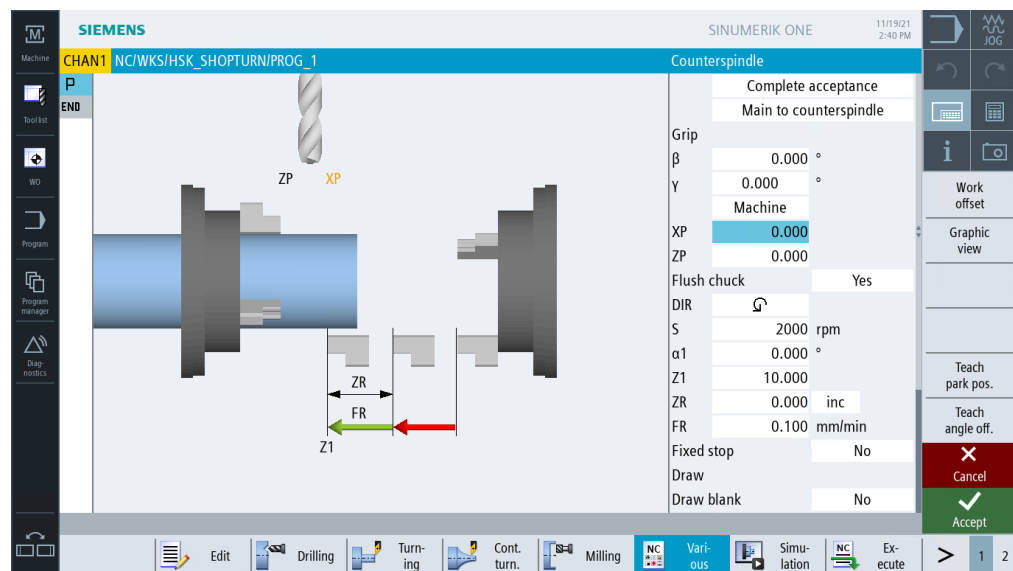 SIEMENS
SINUMERIK ONE
11/19/21
2:40 PM
M
Machine
CHAN1 NC/WKS/HSK_SHOPTURN/PROG_1
Counterspindle
JOG
P
END
Complete acceptance
Main to counterspindle
Tool list
Grip
β 0.000 °
γ 0.000 °
Machine
XP 0.000
ZP 0.000
Flush chuck Yes
DIR
S 2000 rpm
α1 0.000 °
Z1 10.000
ZR 0.000 inc
FR 0.100 mm/min
Fixed stop No
Draw
Draw blank No
ZP XP
ZR
FR
Z1
WO
Program
Program
manager
Diag-
nostics
i
Work
offset
Graphic
view
Teach
park pos.
Teach
angle off.
Cancel
Accept
Edit
Drilling
Turn-
ing
Cont.
turn.
Milling
NC
Vari-
ous
Simu-
lation
NC
Ex-
ecute
> 1 2